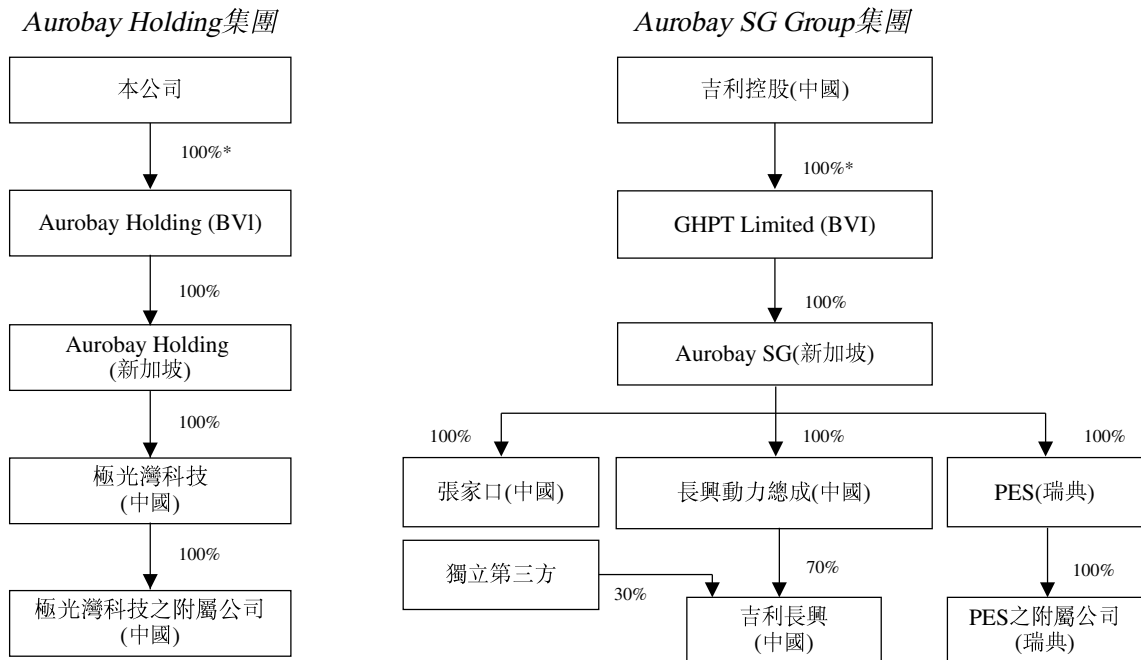 Aurobay Holding集團
本公司
100%*
Aurobay Holding (BVl)
100%
Aurobay Holding
(新加坡)
100%
極光灣科技
(中國)
100%
極光灣科技之附屬公司
(中國)
Aurobay SG Group集團
吉利控股(中國)
100%*
GHPT Limited (BVI)
100%
Aurobay SG(新加坡)
100%
100%
100%
張家口(中國)
長興動力總成(中國)
PES(瑞典)
獨立第三方
30%
70%
100%
吉利長興
(中國)
PES之附屬公司
(瑞典)